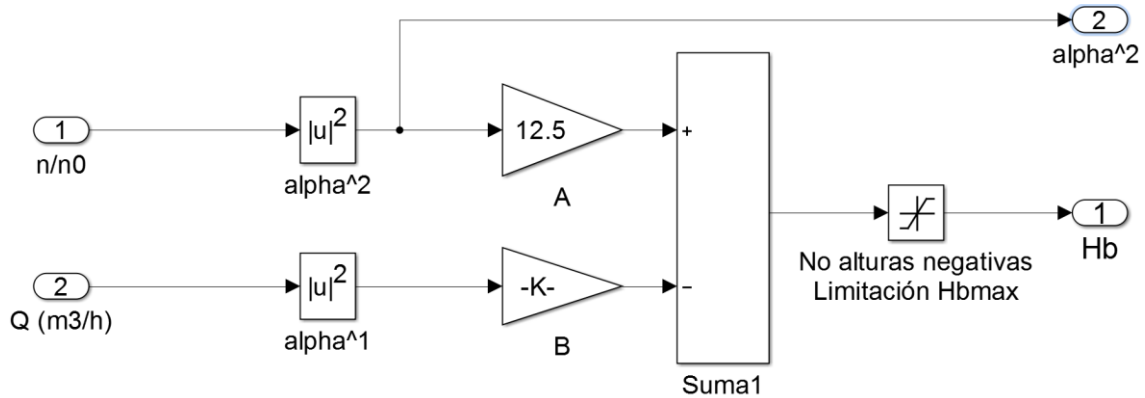 2
alpha^2
1
n/n0
|u|2
alpha^2
12.5
A
+
2
Q (m3/h)
|u|2
alpha^1
-K-
B
−
Suma1
No alturas negativas
Limitación Hbmax
1
Hb